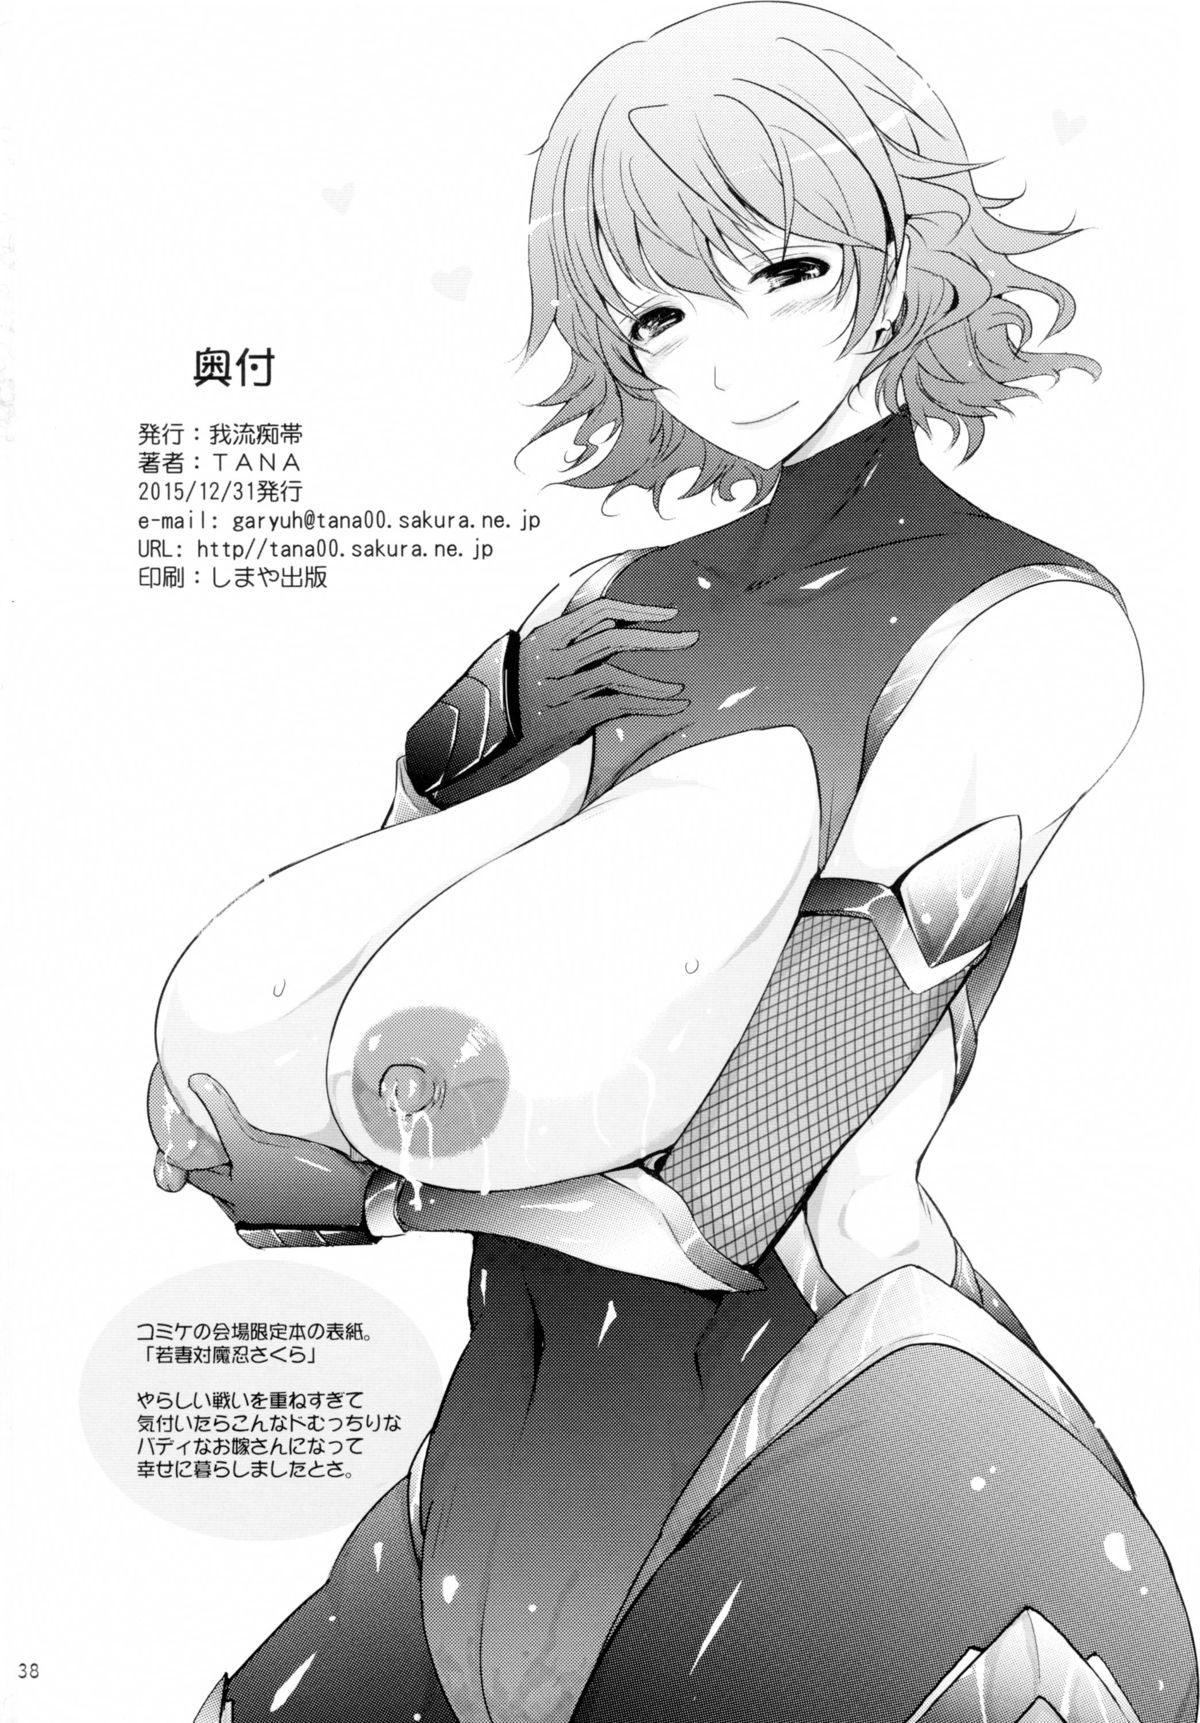 奥付
発行：我流痴帯
著者：ＴＡＮＡ
2015/12/31発行
e-mail: garyuh@tana00.sakura.ne.jp
URL: http//tana00.sakura.ne.jp
印刷：しまや出版
コミケの会場限定本の表紙。
「若妻対魔忍さくら」
やらしい戦いを重ねすぎて
気付いたらこんなドむっちりな
バディなお嫁さんになって
幸せに暮らしましたとさ。
38